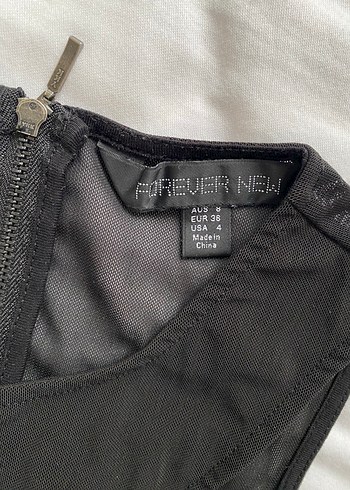 FOREVER NEW
AUS 8
EUR 36
USA 4
Made in
China